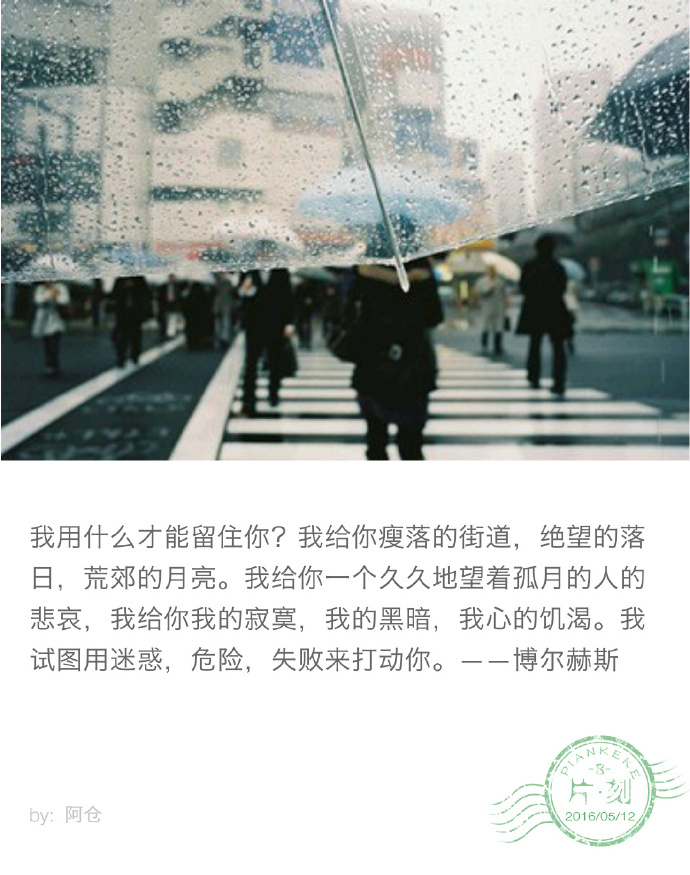 我用什么才能留住你？我给你瘦落的街道，绝望的落
日，荒郊的月亮。我给你一个久久地望着孤月的人的
悲哀，我给你我的寂寞，我的黑暗，我心的饥渴。我
试图用迷惑，危险，失败来打动你。——博尔赫斯
PIANKEKE
片·刻
2016/05/12
by: 阿仓